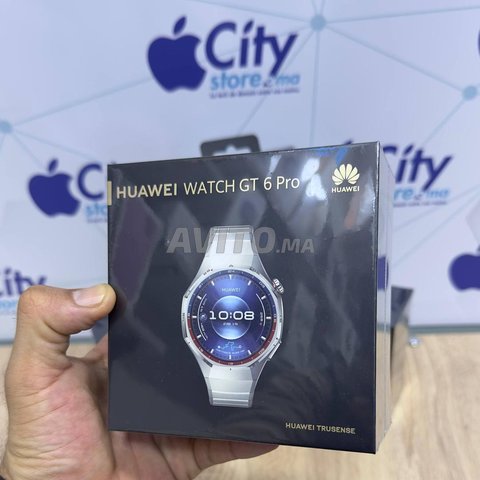 City
store.ma
HUAWEI WATCH GT 6 Pro
HUAWEI
AVITO.MA
HUAWEI
10:08
HUAWEI TRUSENSE
City
store.ma
City